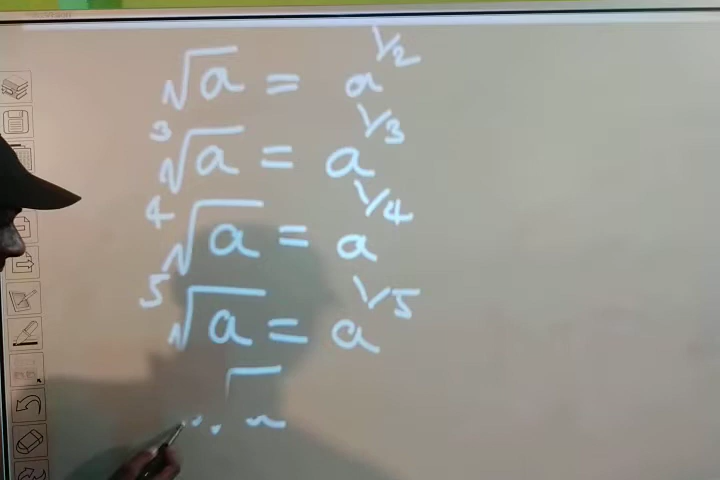 √a = a^1/2
³√a = a^1/3
⁴√a = a^1/4
⁵√a = a^1/5